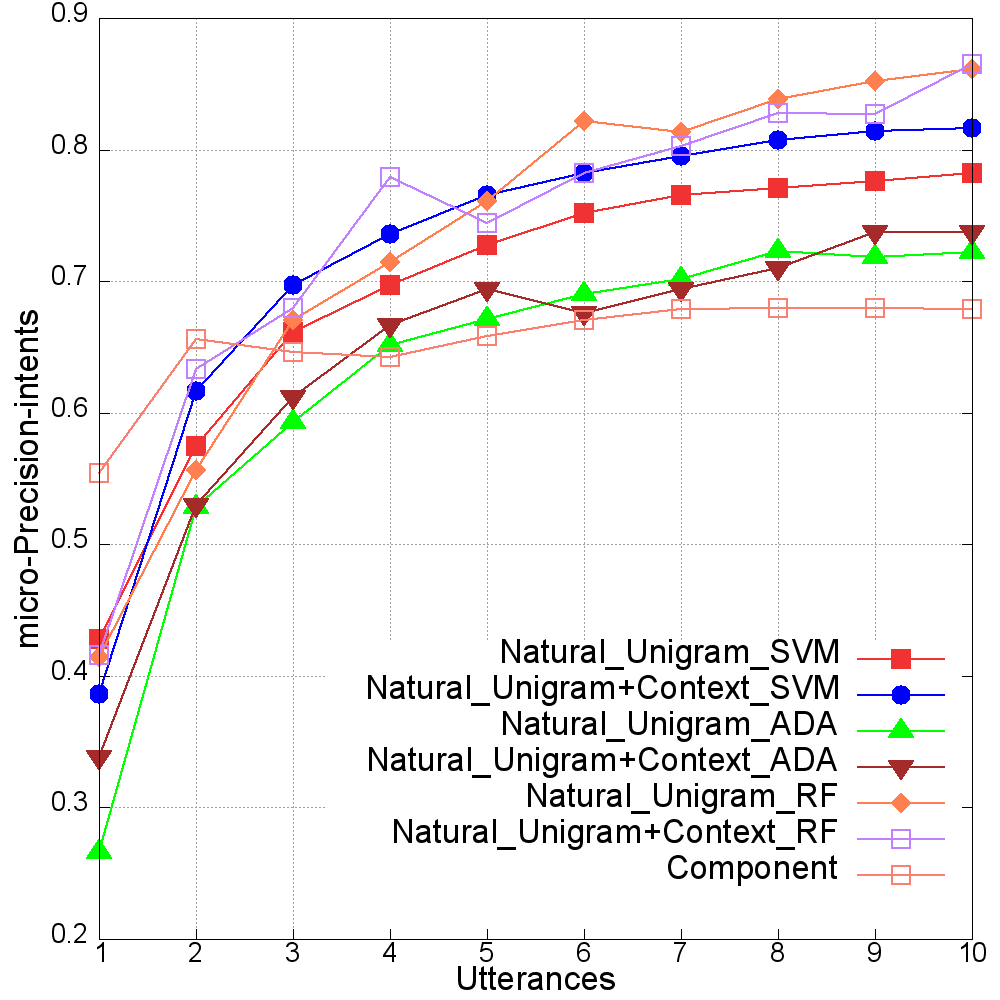 0.9
0.8
0.7
0.6
0.5
0.4
0.3
0.2
micro-Precision-intents
Natural_Unigram_SVM
Natural_Unigram+Context_SVM
Natural_Unigram_ADA
Natural_Unigram+Context_ADA
Natural_Unigram_RF
Natural_Unigram+Context_RF
Component
1 2 3 4 5 6 7 8 9 10
Utterances